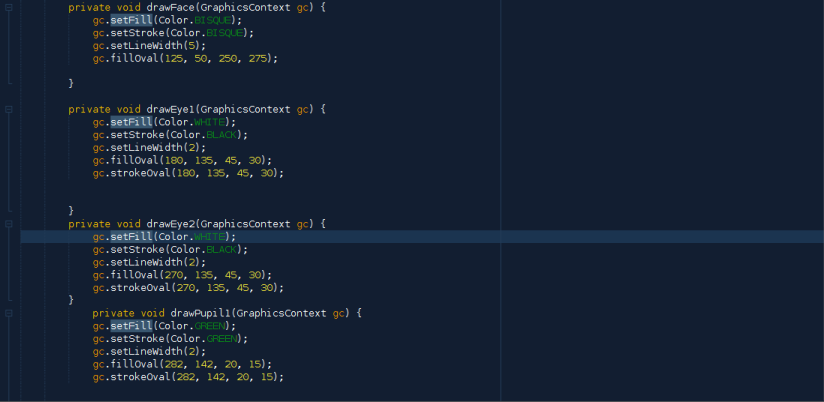 private void drawFace(GraphicsContext gc) {
gc.setFill(Color.BISQUE);
gc.setStroke(Color.BISQUE);
gc.setLineWidth(5);
gc.fillOval(125, 50, 250, 275);
}
private void drawEye1(GraphicsContext gc) {
gc.setFill(Color.WHITE);
gc.setStroke(Color.BLACK);
gc.setLineWidth(2);
gc.fillOval(180, 135, 45, 30);
gc.strokeOval(180, 135, 45, 30);
}
private void drawEye2(GraphicsContext gc) {
gc.setFill(Color.WHITE);
gc.setStroke(Color.BLACK);
gc.setLineWidth(2);
gc.fillOval(270, 135, 45, 30);
gc.strokeOval(270, 135, 45, 30);
}
private void drawPupil1(GraphicsContext gc) {
gc.setFill(Color.GREEN);
gc.setStroke(Color.GREEN);
gc.setLineWidth(2);
gc.fillOval(282, 142, 20, 15);
gc.strokeOval(282, 142, 20, 15);